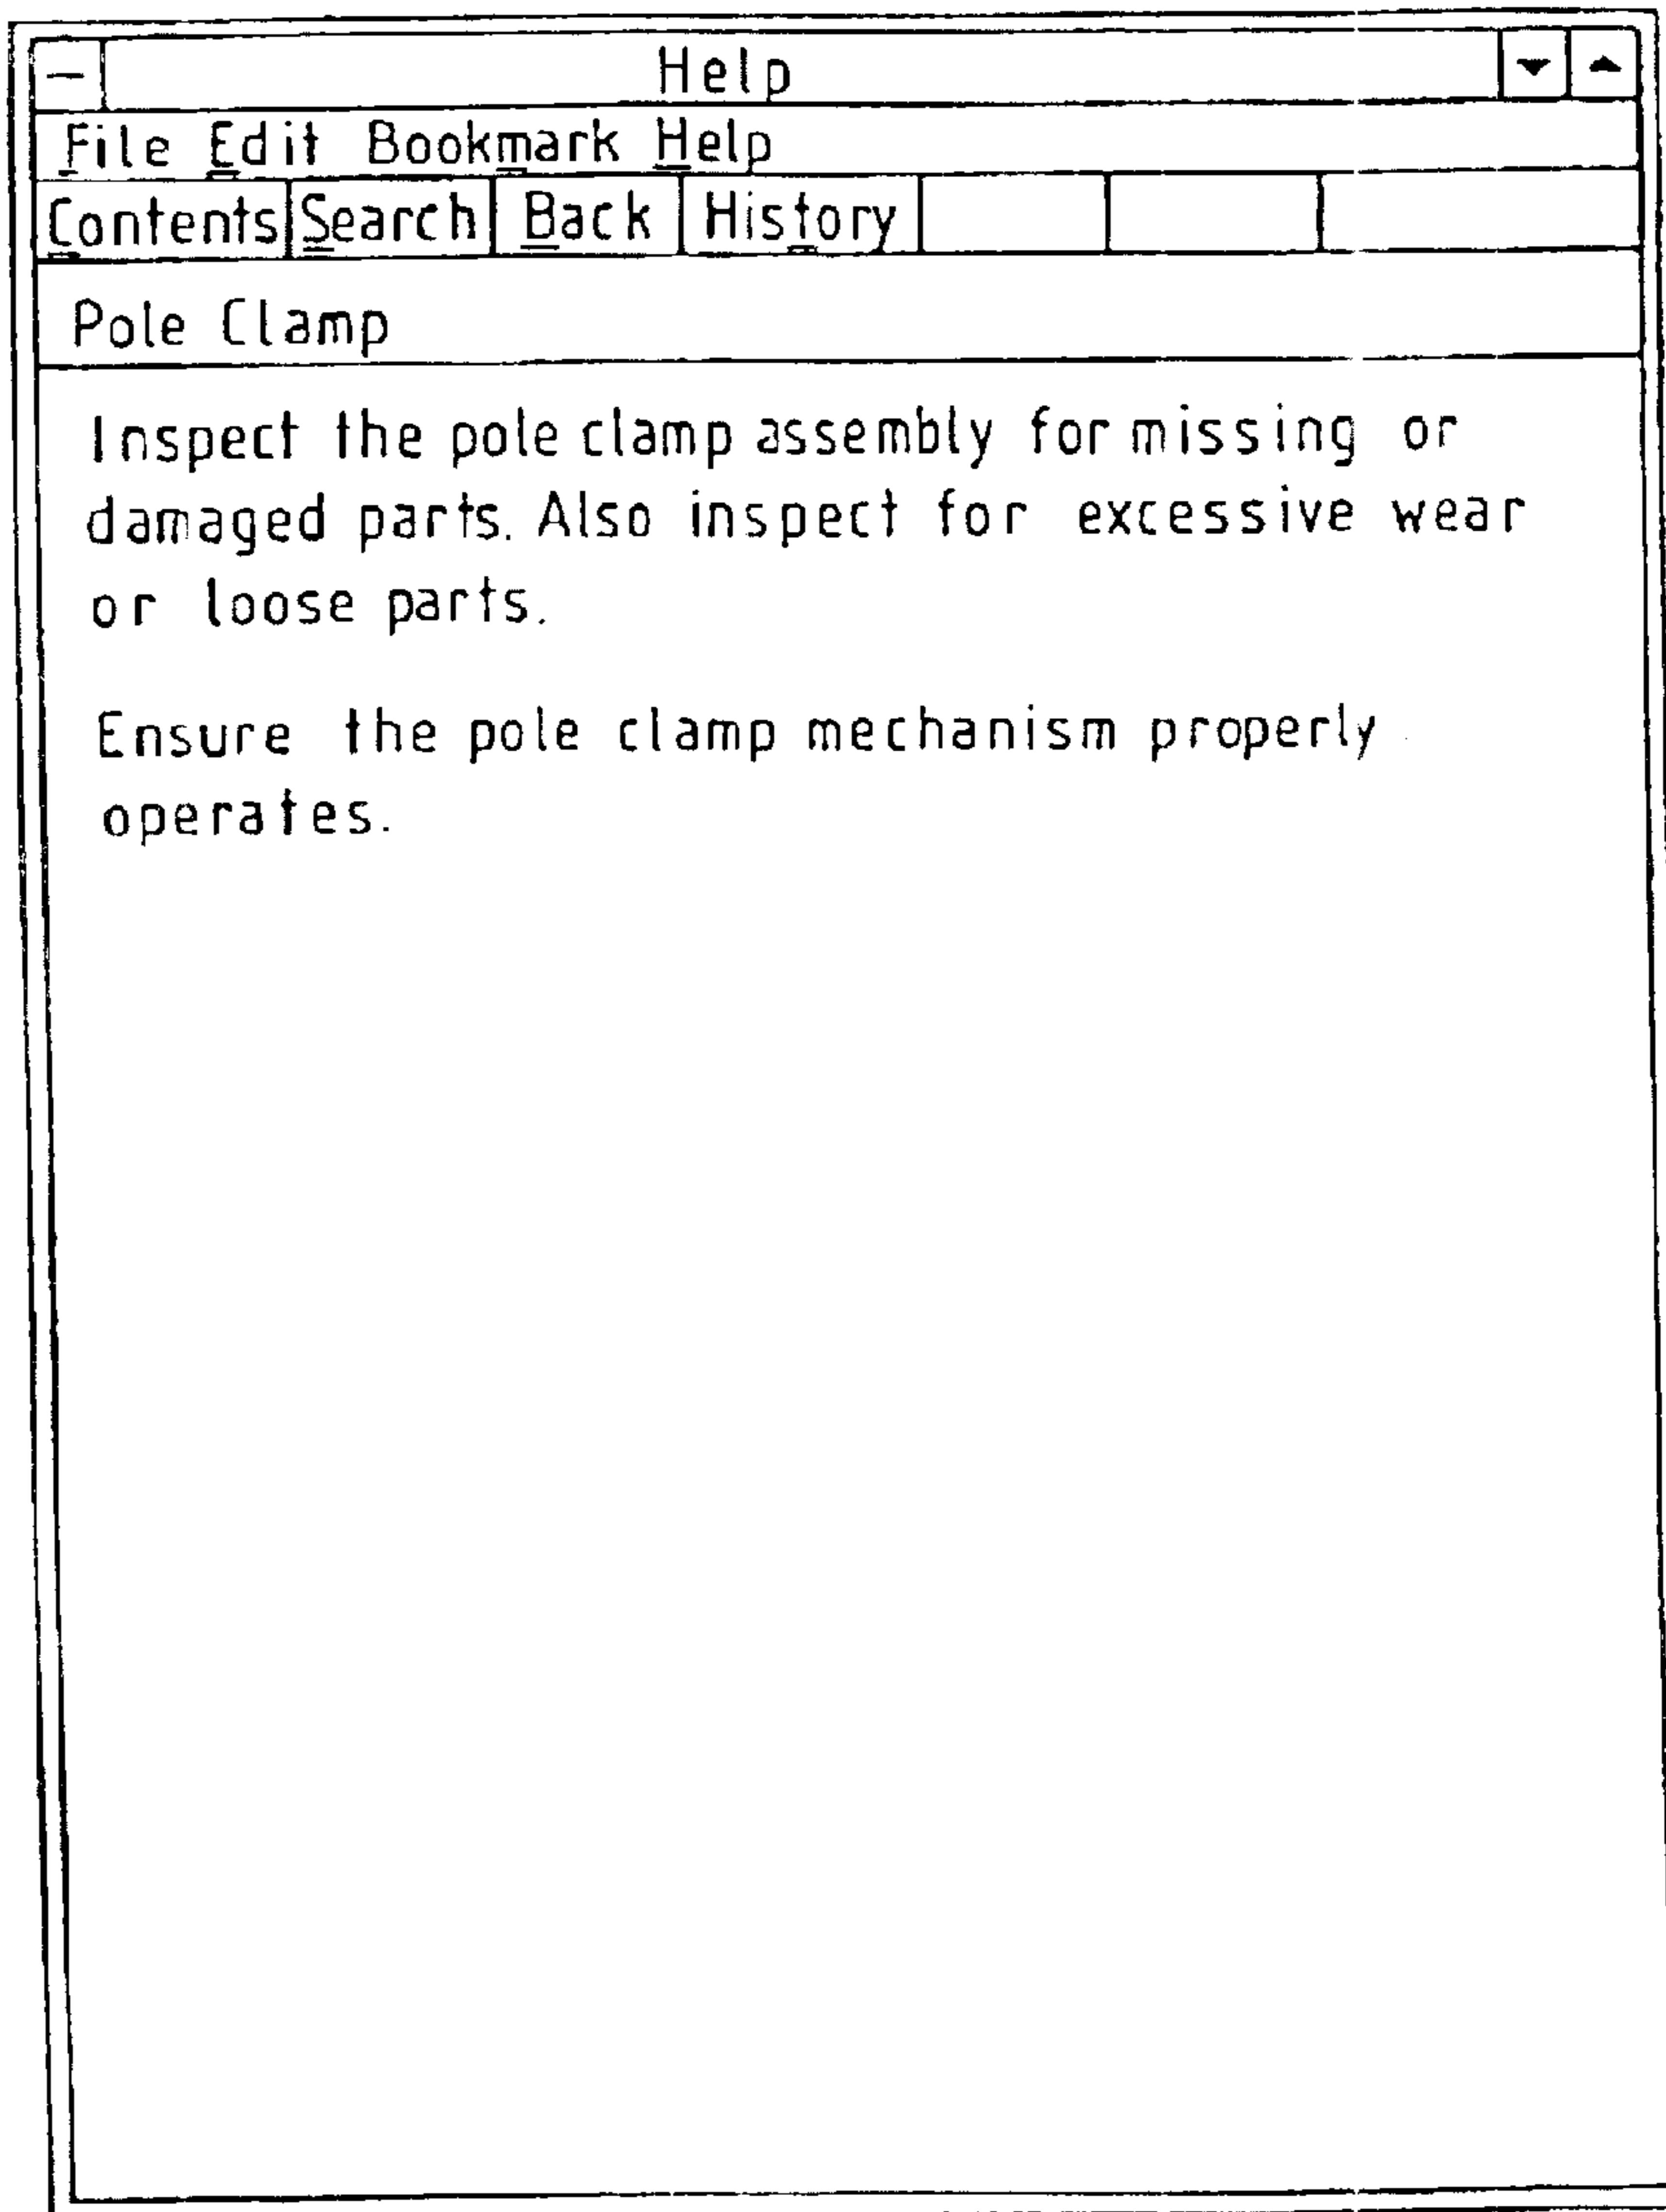 Help
File Edit Bookmark Help
Contents Search Back History
Pole Clamp
Inspect the pole clamp assembly for missing or
damaged parts. Also inspect for excessive wear
or loose parts.
Ensure the pole clamp mechanism properly
operates.